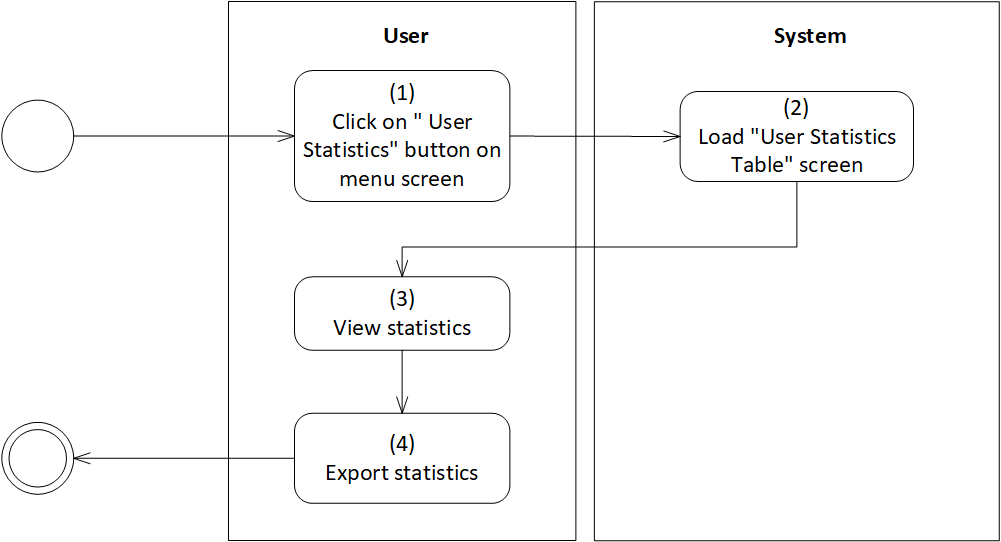 User
System
(1)
Click on " User
Statistics" button on
menu screen
(2)
Load "User Statistics
Table" screen
(3)
View statistics
(4)
Export statistics